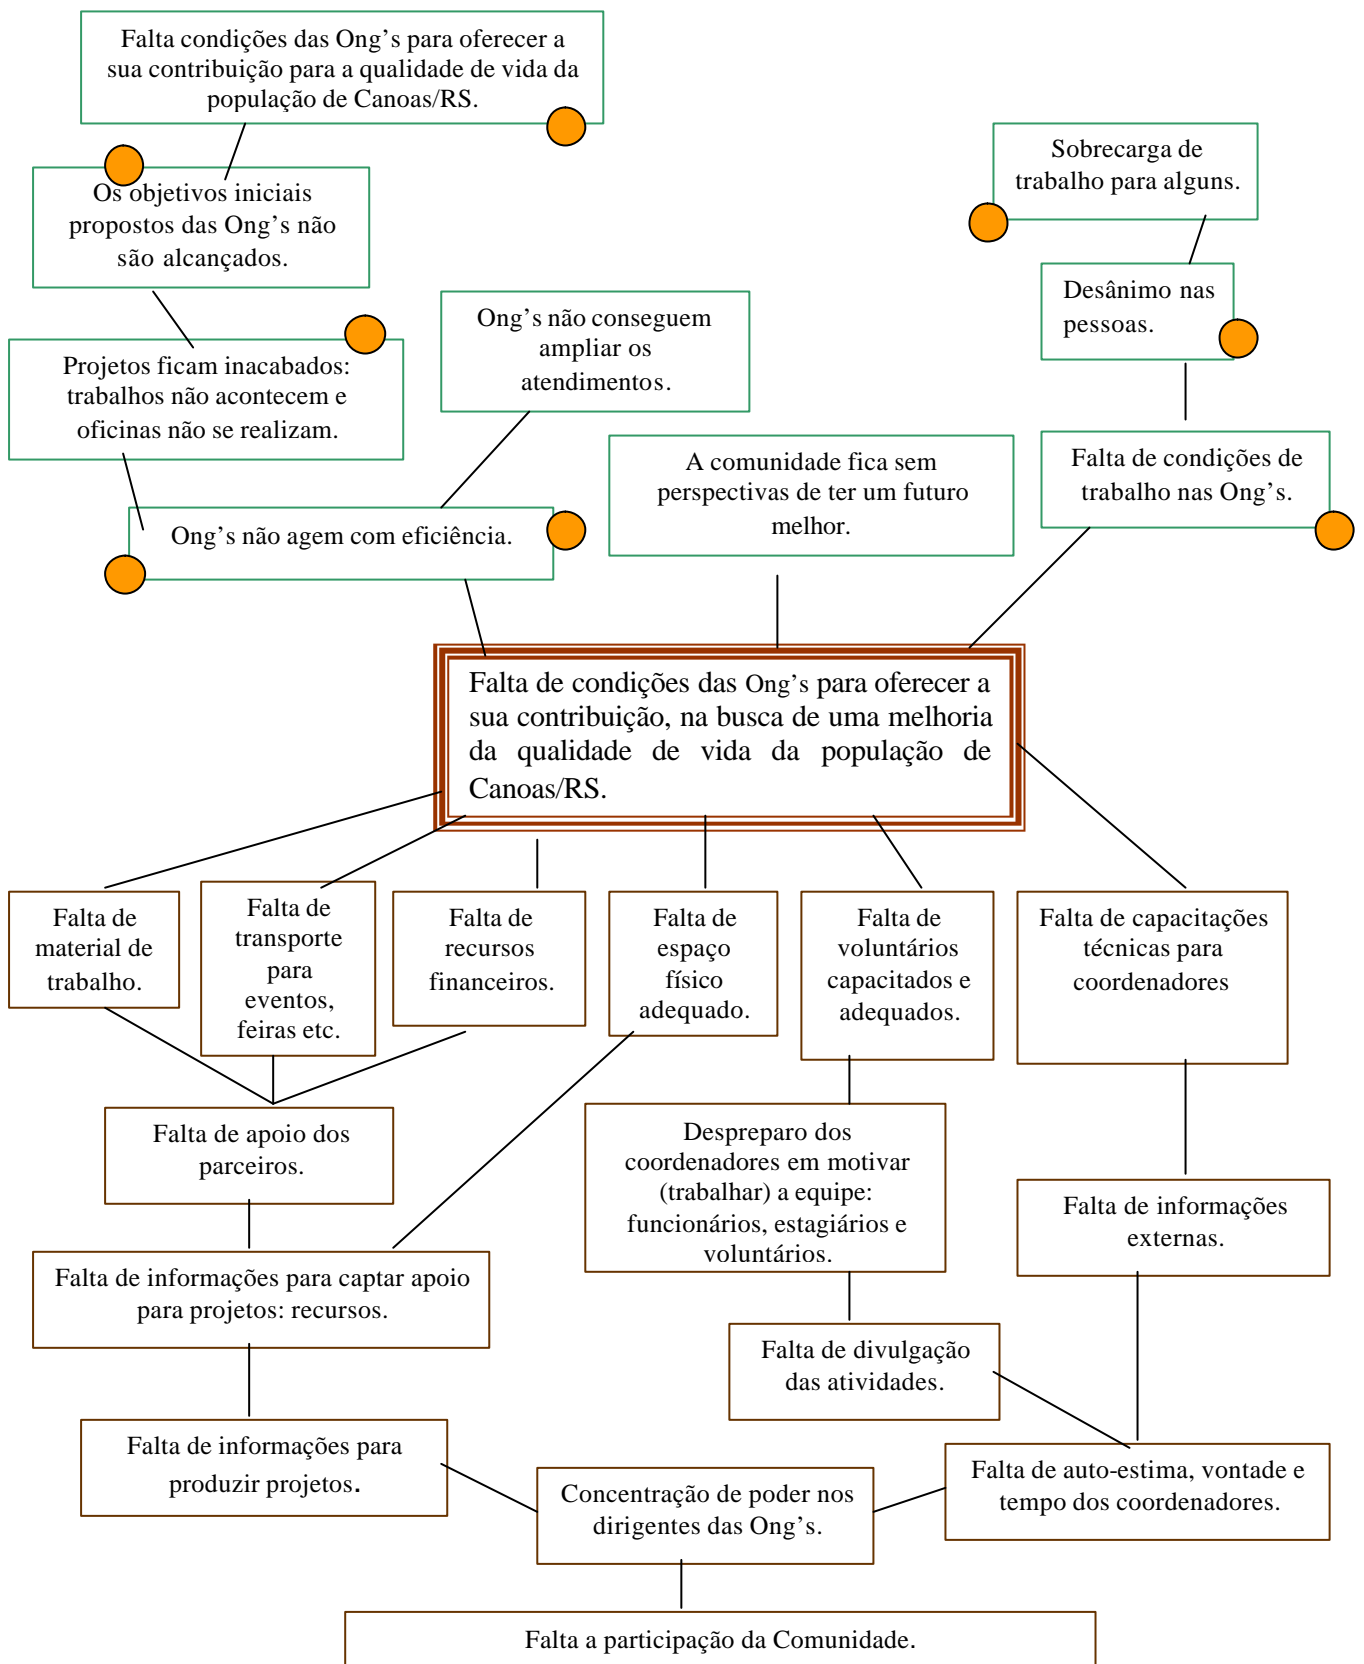 Falta condições das Ong’s para oferecer a
sua contribuição para a qualidade de vida da
população de Canoas/RS.
Sobrecarga de
trabalho para alguns.
Os objetivos iniciais
propostos das Ong’s não
são alcançados.
Desânimo nas
pessoas.
Ong’s não conseguem
ampliar os
atendimentos.
Projetos ficam inacabados:
trabalhos não acontecem e
oficinas não se realizam.
A comunidade fica sem
perspectivas de ter um futuro
melhor.
Falta de condições de
trabalho nas Ong’s.
Ong’s não agem com eficiência.
Falta de condições das Ong’s para oferecer a
sua contribuição, na busca de uma melhoria
da qualidade de vida da população de
Canoas/RS.
Falta de
material de
trabalho.
Falta de
transporte
para
eventos,
feiras etc.
Falta de
recursos
financeiros.
Falta de
espaço
físico
adequado.
Falta de
voluntários
capacitados e
adequados.
Falta de capacitações
técnicas para
coordenadores
Falta de apoio dos
parceiros.
Despreparo dos
coordenadores em motivar
(trabalhar) a equipe:
funcionários, estagiários e
voluntários.
Falta de informações
externas.
Falta de informações para captar apoio
para projetos: recursos.
Falta de divulgação
das atividades.
Falta de informações para
produzir projetos.
Concentração de poder nos
dirigentes das Ong’s.
Falta de auto-estima, vontade e
tempo dos coordenadores.
Falta a participação da Comunidade.